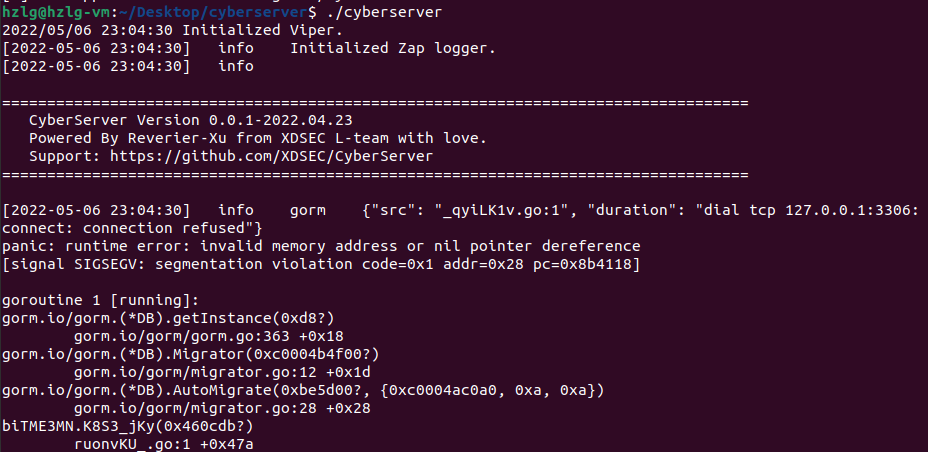 hzlg@hzlg-vm:~/Desktop/cyberserver$ ./cyberserver
2022/05/06 23:04:30 Initialized Viper.
[2022-05-06 23:04:30]   info    Initialized Zap logger.
[2022-05-06 23:04:30]   info
===================================================================================
   CyberServer Version 0.0.1-2022.04.23
   Powered By Reverier-Xu from XDSEC L-team with love.
   Support: https://github.com/XDSEC/CyberServer
===================================================================================
[2022-05-06 23:04:30]   info    gorm    {"src": "_qyiLK1v.go:1", "duration": "dial tcp 127.0.0.1:3306:
connect: connection refused"}
panic: runtime error: invalid memory address or nil pointer dereference
[signal SIGSEGV: segmentation violation code=0x1 addr=0x28 pc=0x8b4118]
goroutine 1 [running]:
gorm.io/gorm.(*DB).getInstance(0xd8?)
        gorm.io/gorm/gorm.go:363 +0x18
gorm.io/gorm.(*DB).Migrator(0xc0004b4f00?)
        gorm.io/gorm/migrator.go:12 +0x1d
gorm.io/gorm.(*DB).AutoMigrate(0xbe5d00?, {0xc0004ac0a0, 0xa, 0xa})
        gorm.io/gorm/migrator.go:28 +0x28
biTME3MN.K8S3_jKy(0x460cdb?)
        ruonvKU_.go:1 +0x47a